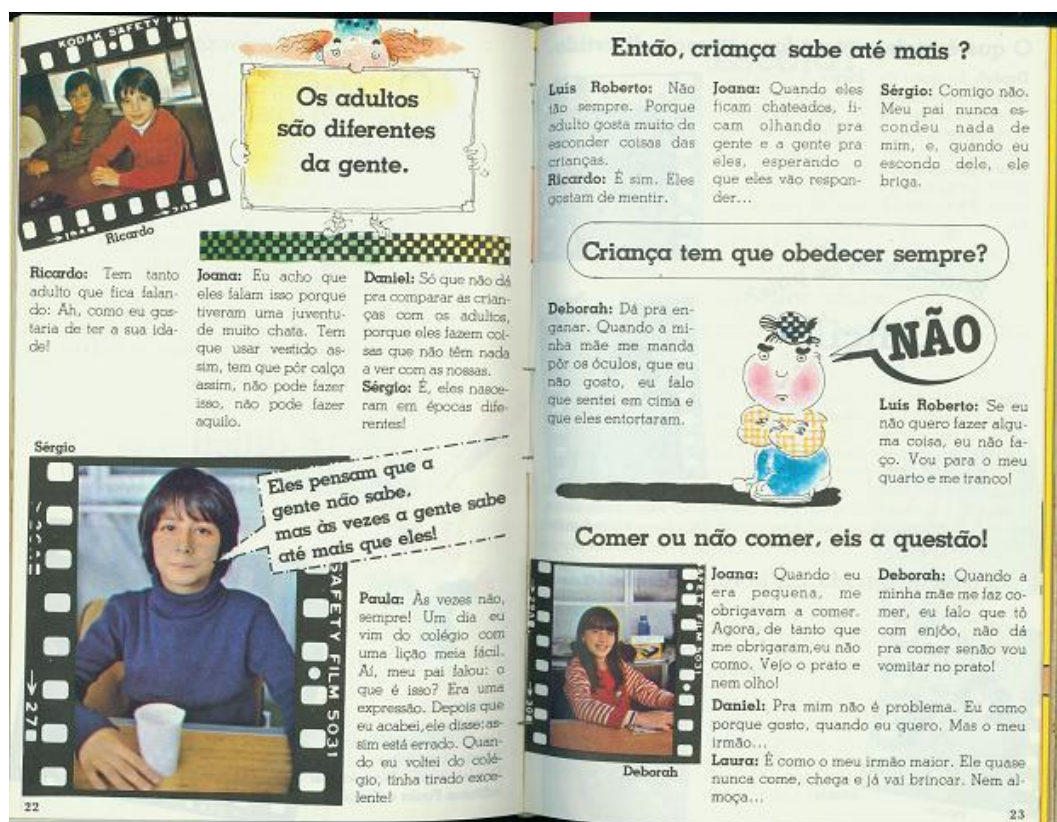 KODAK SAFETY FI
Ricardo
Os adultos
são diferentes
da gente.
Ricardo: Tem tanto
adulto que fica falan-
do: Ah, como eu gos-
taria de ter a sua ida-
de!
Joana: Eu acho que
eles falam isso porque
tiveram uma juventu-
de muito chata. Tem
que usar vestido as-
sim, tem que pôr calça
assim, não pode fazer
isso, não pode fazer
aquilo.
Daniel: Só que não dá
pra comparar as crian-
ças com os adultos,
porque eles fazem coi-
sas que não têm nada
a ver com as nossas.
Sérgio: É, eles nasce-
ram em épocas dife-
rentes!
Sérgio
Eles pensam que a
gente não sabe,
mas às vezes a gente sabe
até mais que eles!
SAFETY FILM 5031
→ 27B
Paula: Às vezes não,
sempre! Um dia eu
vim do colégio com
uma lição meia fácil.
Aí, meu pai falou: o
que é isso? Era uma
expressão. Depois que
eu acabei, ele disse: as-
sim está errado. Quan-
do eu voltei do colé-
gio, tinha tirado exce-
lente!
22
Então, criança sabe até mais ?
Luís Roberto: Não
tão sempre. Porque
adulto gosta muito de
esconder coisas das
crianças.
Ricardo: É sim. Eles
gostam de mentir.
Joana: Quando eles
ficam chateados, fi-
cam olhando pra
gente e a gente pra
eles, esperando o
que eles vão respon-
der...
Sérgio: Comigo não.
Meu pai nunca es-
condeu nada de
mim, e, quando eu
escondo dele, ele
briga.
Criança tem que obedecer sempre?
Deborah: Dá pra en-
ganar. Quando a mi-
nha mãe me manda
pôr os óculos, que eu
não gosto, eu falo
que sentei em cima e
que eles entortaram.
NÃO
Luís Roberto: Se eu
não quero fazer algu-
ma coisa, eu não fa-
ço. Vou para o meu
quarto e me tranco!
Comer ou não comer, eis a questão!
Deborah
Joana: Quando eu
era pequena, me
obrigavam a comer.
Agora, de tanto que
me obrigaram,eu não
como. Vejo o prato e
nem olho!
Deborah: Quando a
minha mãe me faz co-
mer, eu falo que tô
com enjôo, não dá
pra comer senão vou
vomitar no prato!
Daniel: Pra mim não é problema. Eu como
porque gosto, quando eu quero. Mas o meu
irmão...
Laura: É como o meu irmão maior. Ele quase
nunca come, chega e já vai brincar. Nem al-
moça...
23